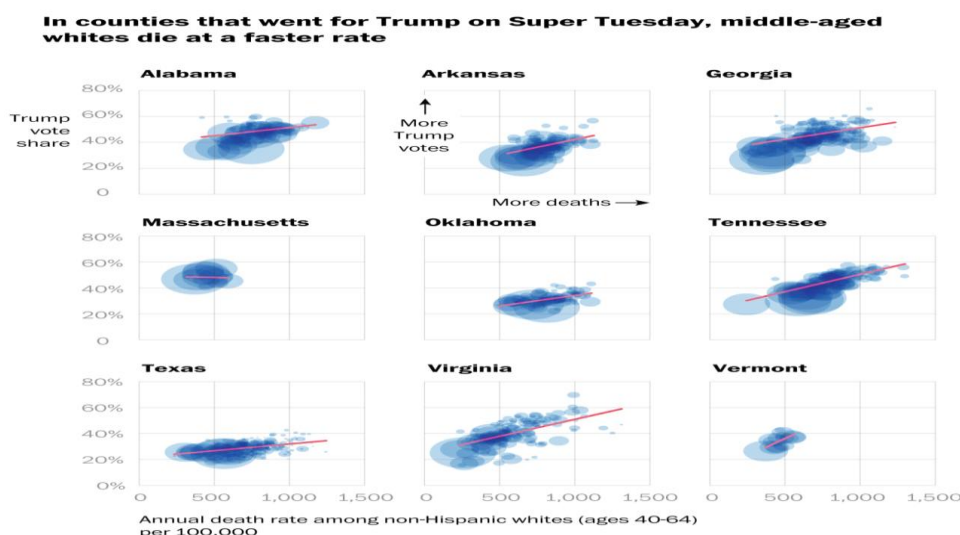 In counties that went for Trump on Super Tuesday, middle-aged
whites die at a faster rate
Alabama
Arkansas
Georgia
80%
60%
40%
20%
0
Trump
vote
share
More
Trump
votes
More deaths
Massachusetts
Oklahoma
Tennessee
80%
60%
40%
20%
0
Texas
Virginia
Vermont
80%
60%
40%
20%
0%
0 500 1,000 1,500
0 500 1,000
0 500 1,000 1,500
Annual death rate among non-Hispanic whites (ages 40-64)
per 100,000